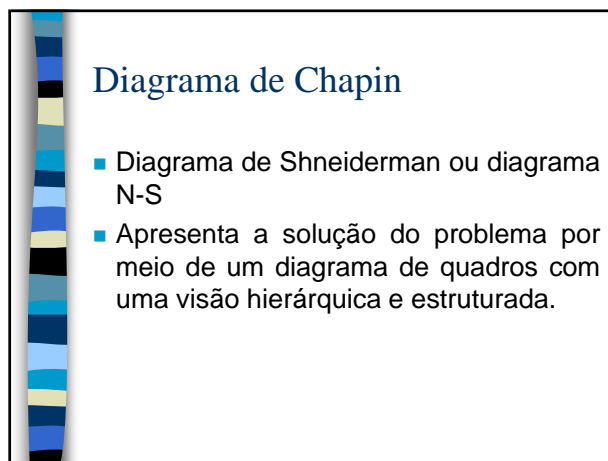 Diagrama de Chapin
Diagrama de Shneiderman ou diagrama
N-S
Apresenta a solução do problema por
meio de um diagrama de quadros com
uma visão hierárquica e estruturada.